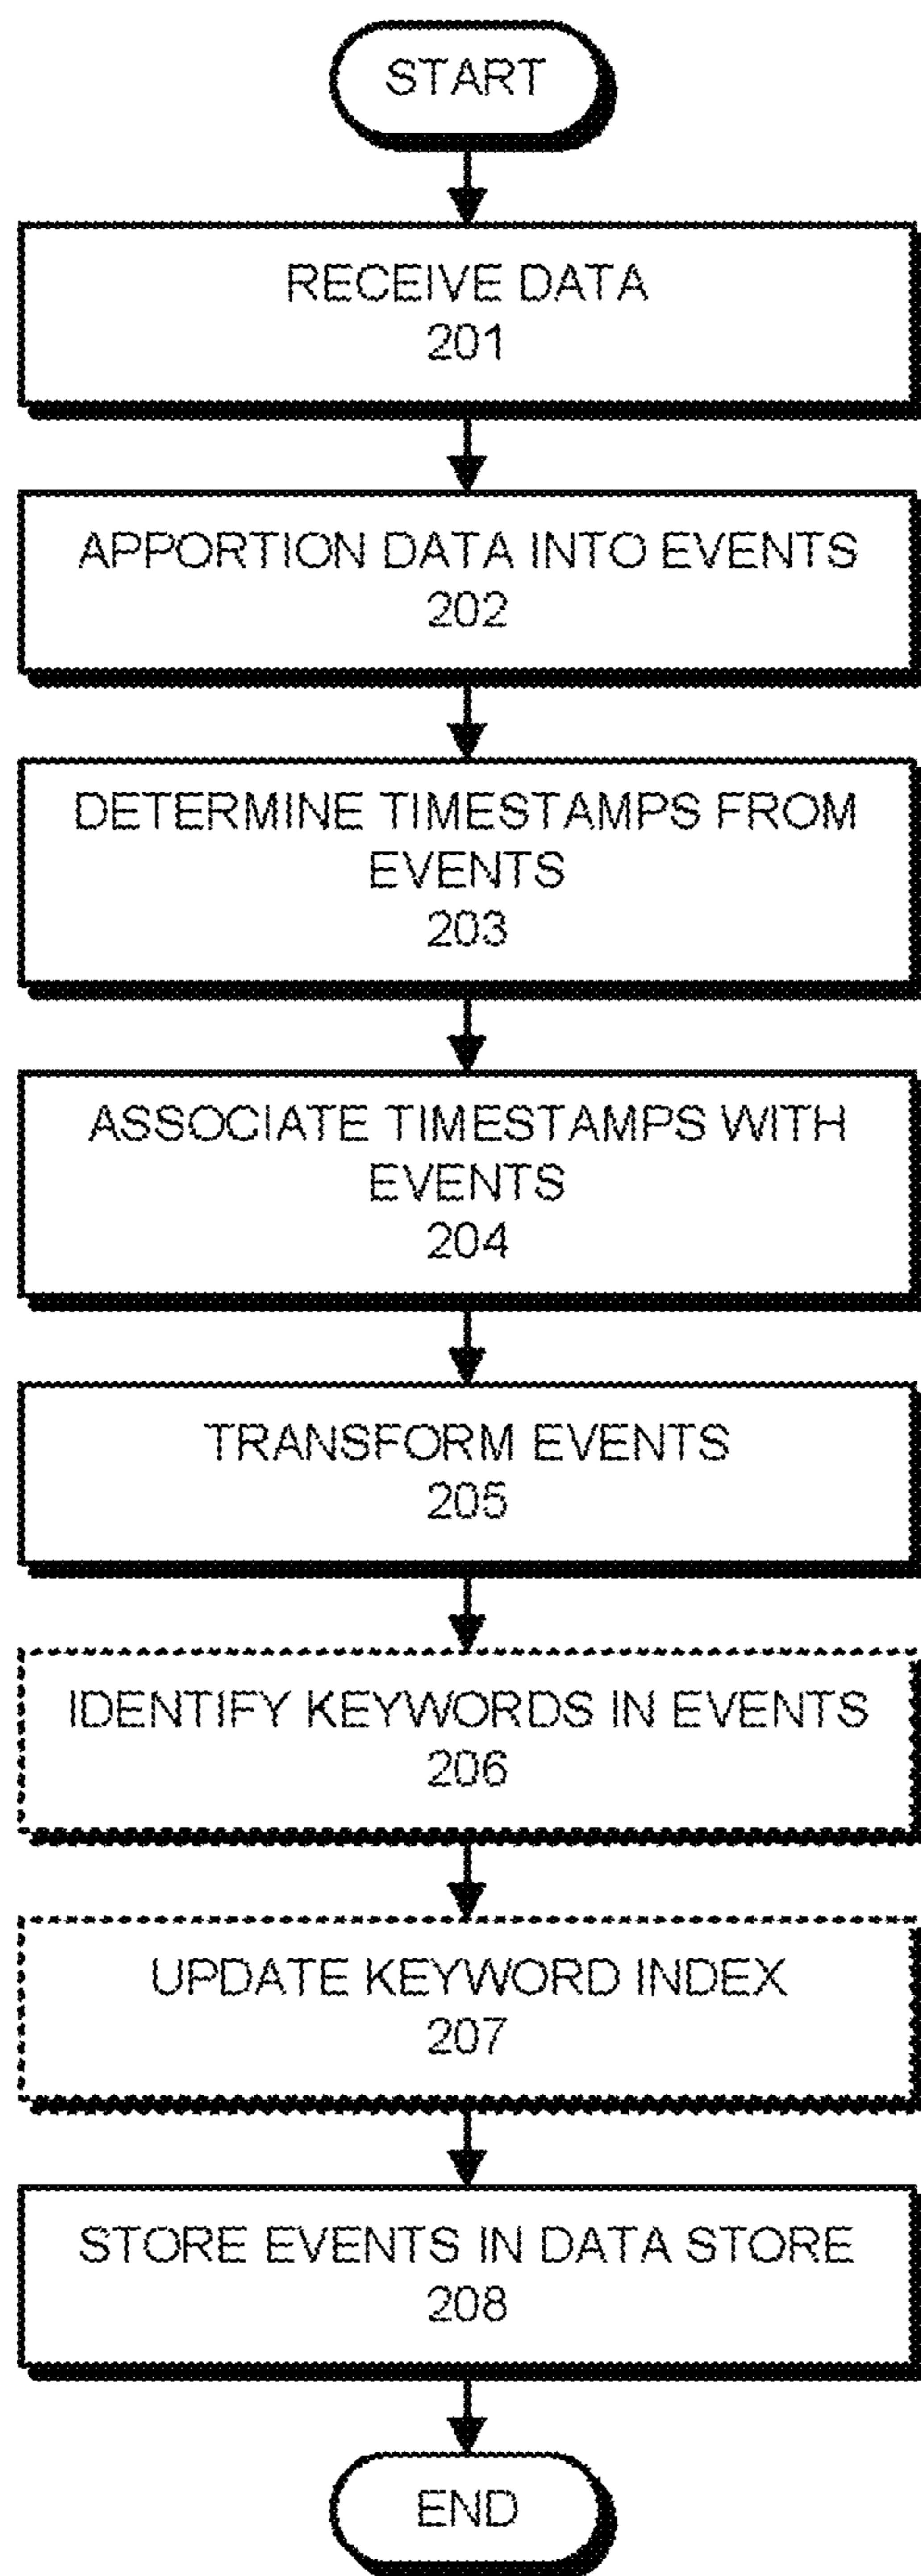 START
RECEIVE DATA
201
APPORTION DATA INTO EVENTS
202
DETERMINE TIMESTAMPS FROM
EVENTS
203
ASSOCIATE TIMESTAMPS WITH
EVENTS
204
TRANSFORM EVENTS
205
IDENTIFY KEYWORDS IN EVENTS
206
UPDATE KEYWORD INDEX
207
STORE EVENTS IN DATA STORE
208
END